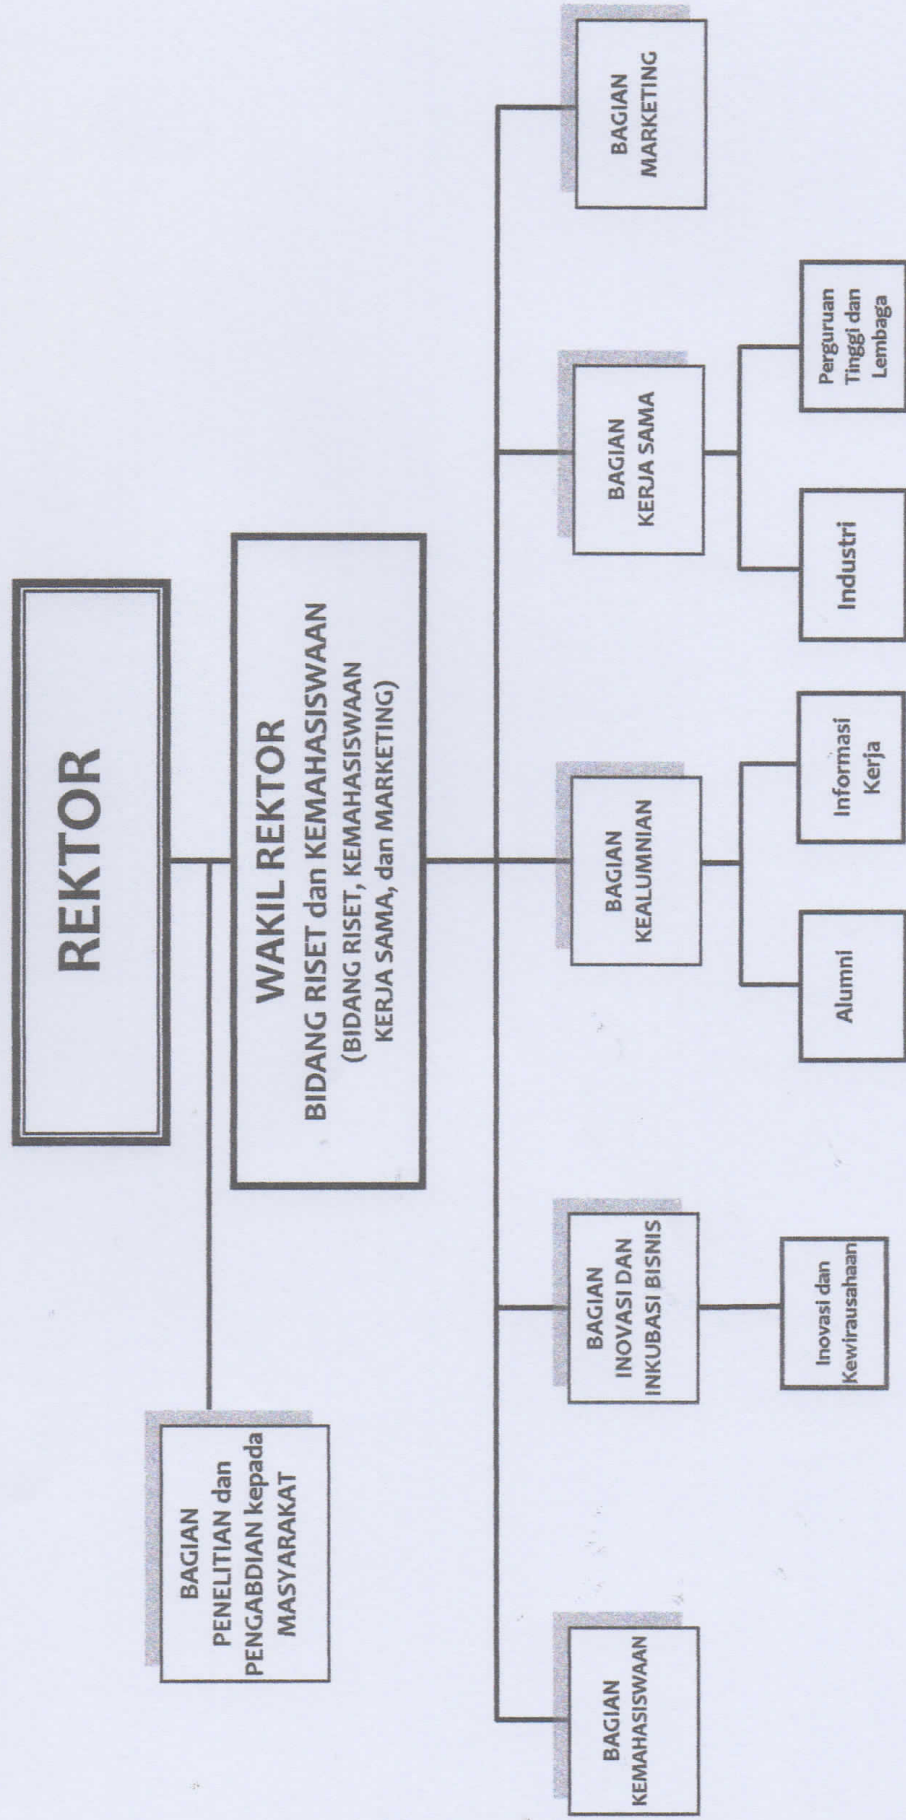 REKTOR
BAGIAN
PENELITIAN dan
PENGABDIAN kepada
MASYARAKAT
WAKIL REKTOR
BIDANG RISET dan KEMAHASISWAAN
(BIDANG RISET, KEMAHASISWAAN
KERJA SAMA, dan MARKETING)
BAGIAN
KEMAHASISWAAN
BAGIAN
INOVASI DAN
INKUBASI BISNIS
BAGIAN
KEALUMNIAN
BAGIAN
KERJA SAMA
BAGIAN
MARKETING
Inovasi dan
Kewirausahaan
Alumni
Informasi
Kerja
Industri
Perguruan
Tinggi dan
Lembaga